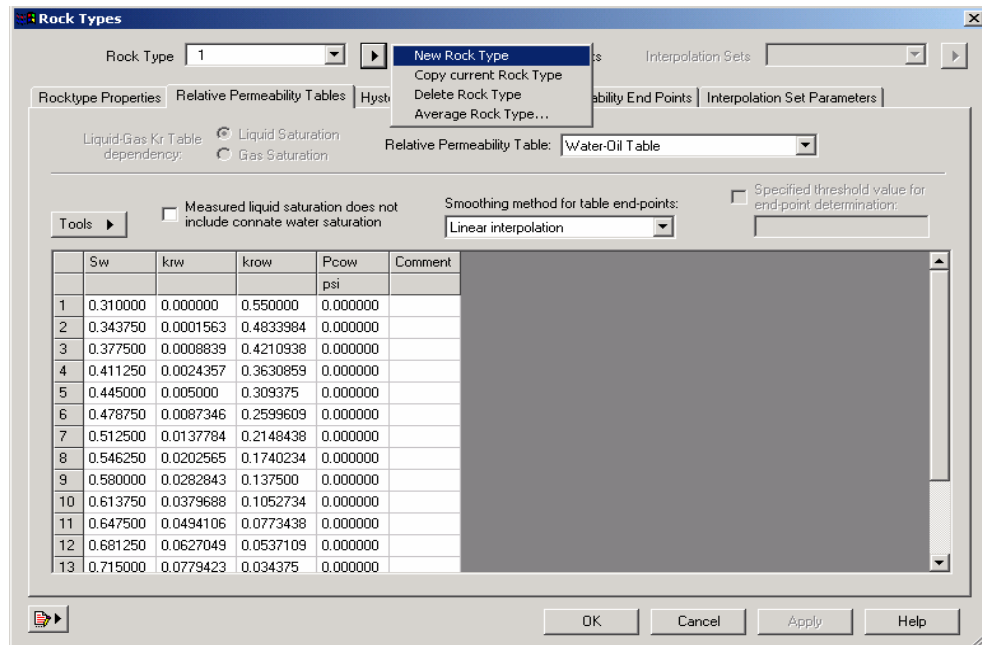 Rock Types
Rock Type 1
New Rock Type
Copy current Rock Type
Delete Rock Type
Average Rock Type...
Interpolation Sets
Rocktype Properties Relative Permeability Tables Interpolation Set Parameters
Liquid-Gas Kr Table dependency:
Liquid Saturation
Gas Saturation
Relative Permeability Table: Water-Oil Table
Tools
Measured liquid saturation does not
include connate water saturation
Smoothing method for table end-points:
Linear interpolation
Specified threshold value for
end-point determination:
Sw krw krow Pcow Comment
psi
1 0.310000 0.000000 0.550000 0.000000
2 0.343750 0.0001563 0.4833984 0.000000
3 0.377500 0.0008839 0.4210938 0.000000
4 0.411250 0.0024357 0.3630859 0.000000
5 0.445000 0.005000 0.309375 0.000000
6 0.478750 0.0087346 0.2599609 0.000000
7 0.512500 0.0137784 0.2148438 0.000000
8 0.546250 0.0202565 0.1740234 0.000000
9 0.580000 0.0282843 0.137500 0.000000
10 0.613750 0.0379688 0.1052734 0.000000
11 0.647500 0.0494106 0.0773438 0.000000
12 0.681250 0.0627049 0.0537109 0.000000
13 0.715000 0.0779423 0.034375 0.000000
OK Cancel Apply Help